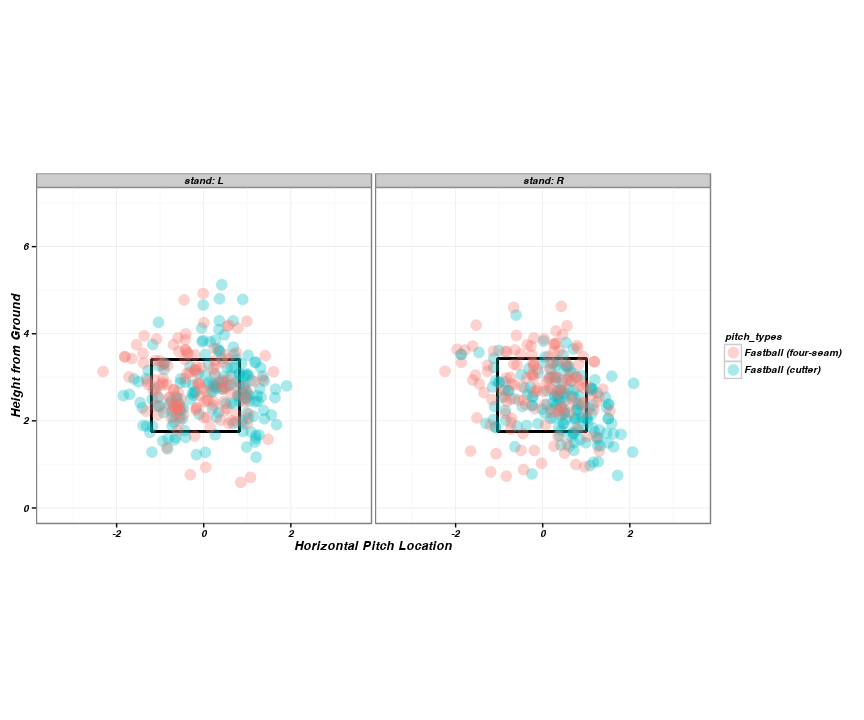 stand: L
stand: R
6
4
2
0
Height from Ground
-2
0
2
-2
0
2
Horizontal Pitch Location
pitch_types
Fastball (four-seam)
Fastball (cutter)